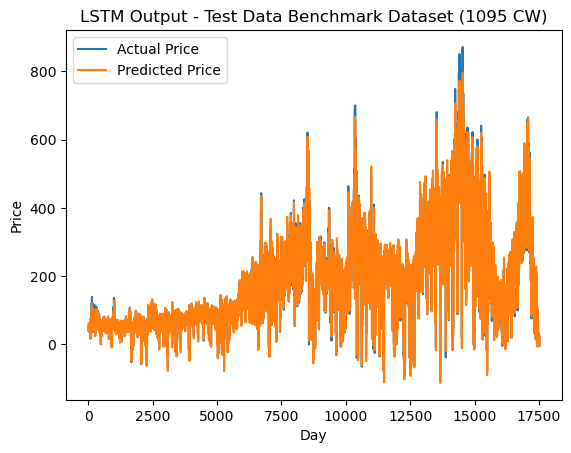 LSTM Output - Test Data Benchmark Dataset (1095 CW)
Actual Price
Predicted Price
800
600
400
200
0
Price
0 2500 5000 7500 10000 12500 15000 17500
Day